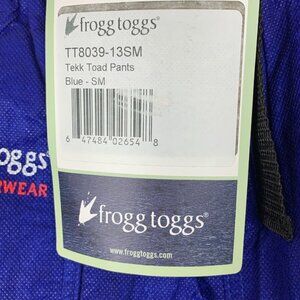 frogg toggs®
TT8039-13SM
Tekk Toad Pants
Blue - SM
6 47484 02654 8
oggs
RWEAR
frogg toggs®
www.froggtoggs.com